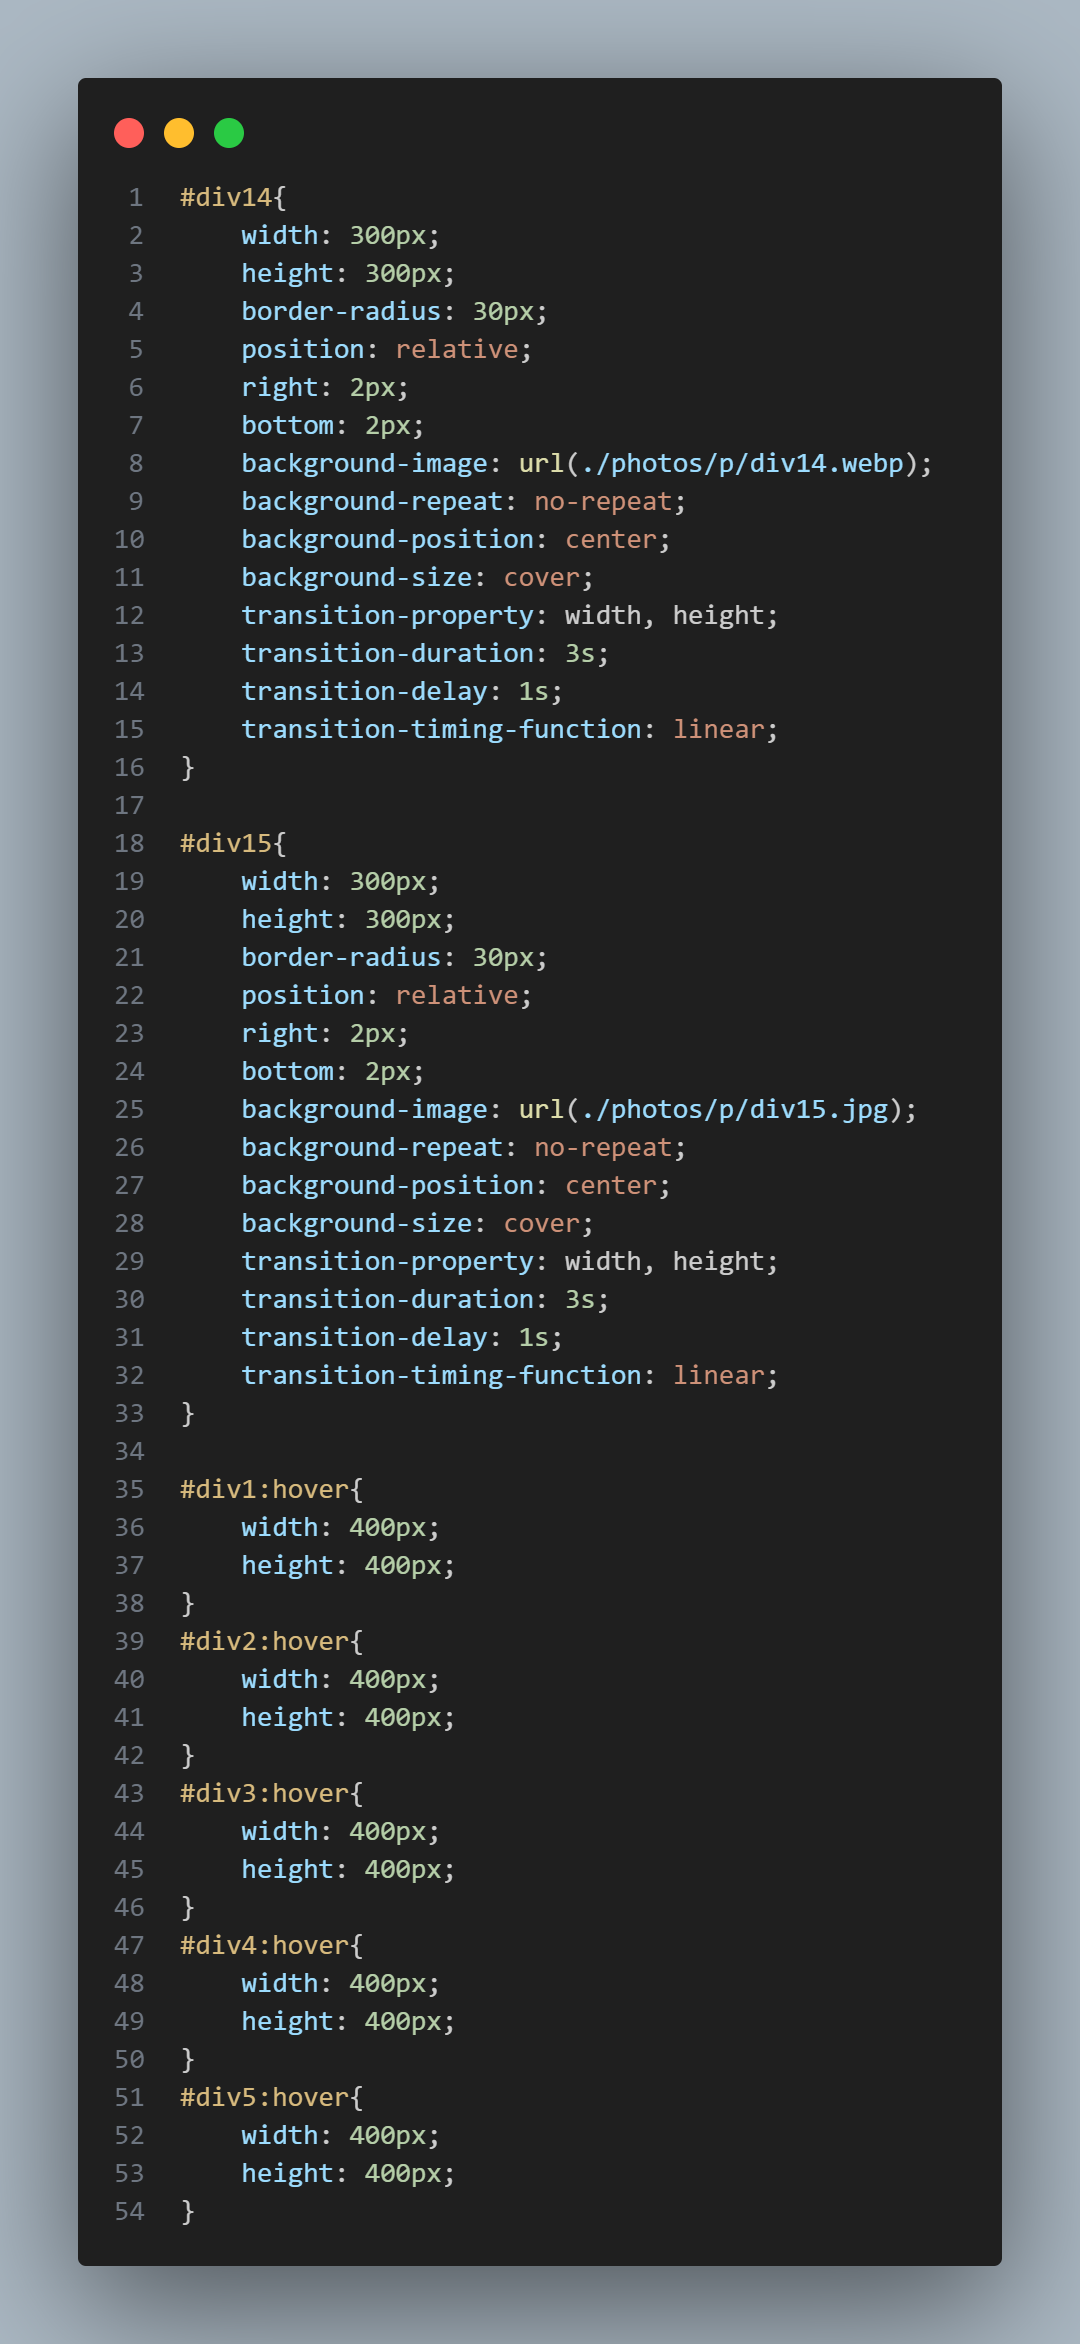 1 #div14{
2     width: 300px;
3     height: 300px;
4     border-radius: 30px;
5     position: relative;
6     right: 2px;
7     bottom: 2px;
8     background-image: url(./photos/p/div14.webp);
9     background-repeat: no-repeat;
10     background-position: center;
11     background-size: cover;
12     transition-property: width, height;
13     transition-duration: 3s;
14     transition-delay: 1s;
15     transition-timing-function: linear;
16 }
17
18 #div15{
19     width: 300px;
20     height: 300px;
21     border-radius: 30px;
22     position: relative;
23     right: 2px;
24     bottom: 2px;
25     background-image: url(./photos/p/div15.jpg);
26     background-repeat: no-repeat;
27     background-position: center;
28     background-size: cover;
29     transition-property: width, height;
30     transition-duration: 3s;
31     transition-delay: 1s;
32     transition-timing-function: linear;
33 }
34
35 #div1:hover{
36     width: 400px;
37     height: 400px;
38 }
39 #div2:hover{
40     width: 400px;
41     height: 400px;
42 }
43 #div3:hover{
44     width: 400px;
45     height: 400px;
46 }
47 #div4:hover{
48     width: 400px;
49     height: 400px;
50 }
51 #div5:hover{
52     width: 400px;
53     height: 400px;
54 }